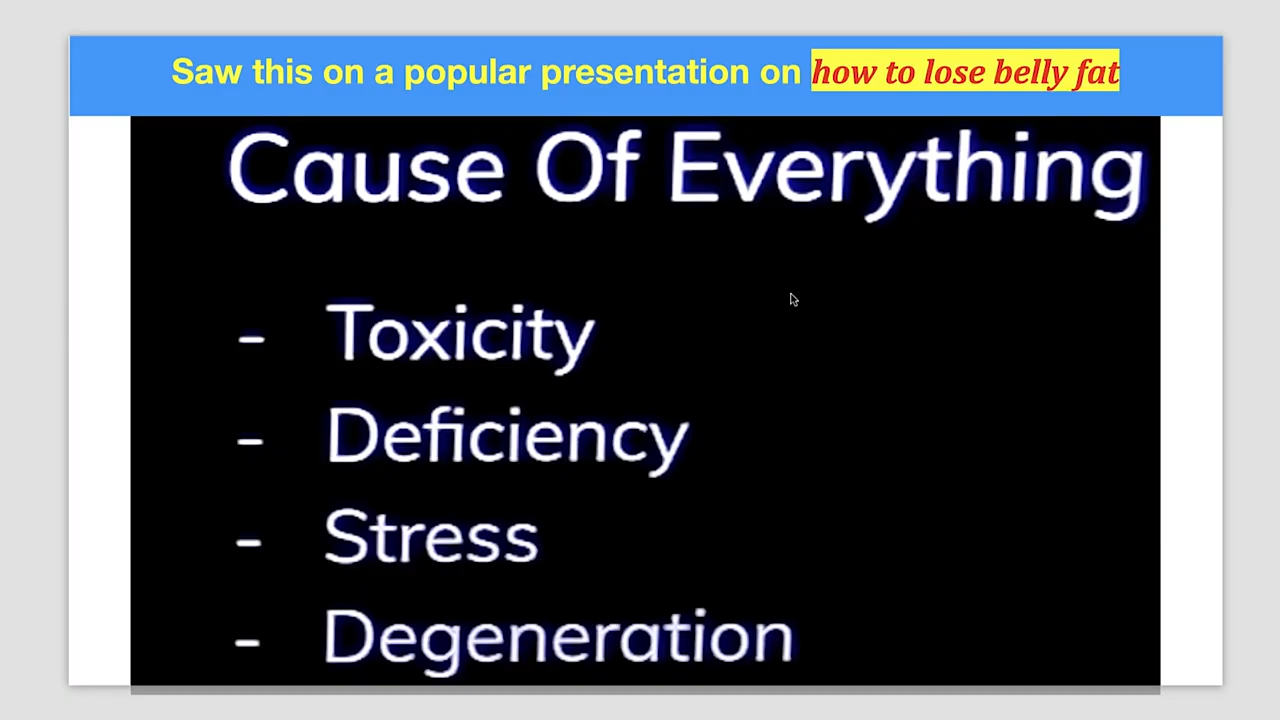 Saw this on a popular presentation on how to lose belly fat
Cause Of Everything
- Toxicity
- Deficiency
- Stress
- Degeneration